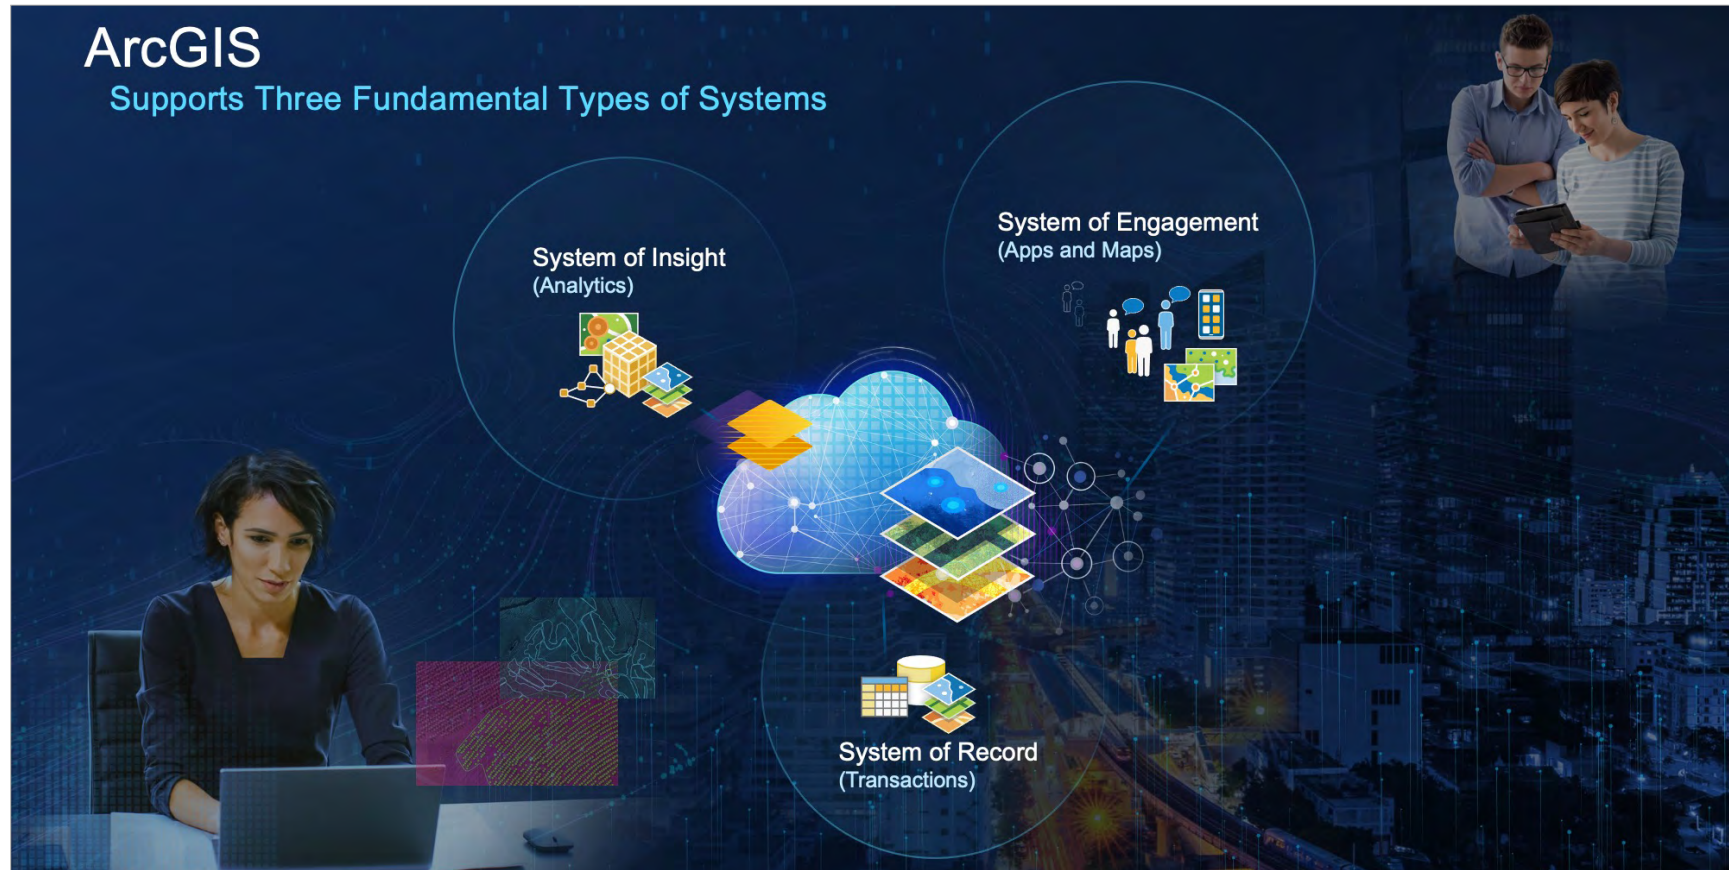 ArcGIS
Supports Three Fundamental Types of Systems
System of Insight
(Analytics)
System of Engagement
(Apps and Maps)
System of Record
(Transactions)